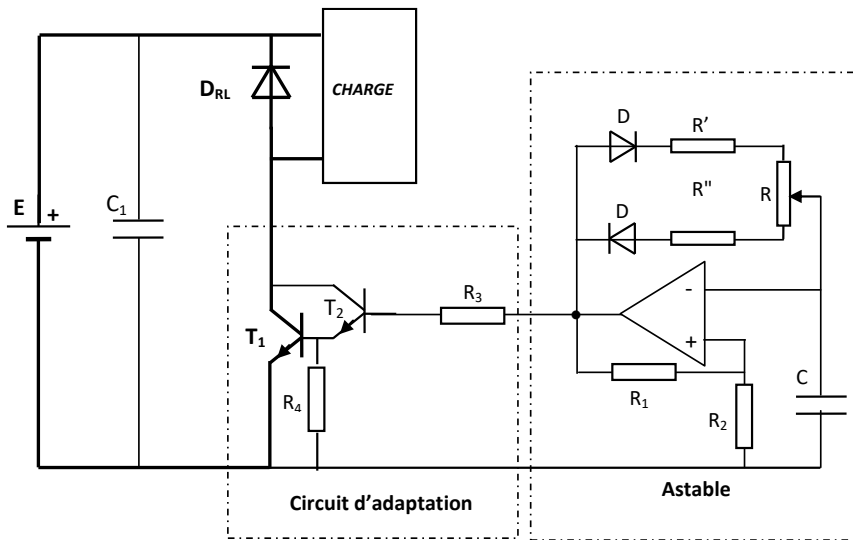 D_RL
CHARGE
D
R'
R"
D
R
E
+
C₁
R₃
T₂
T₁
R₄
-
+
R₁
R₂
C
Circuit d'adaptation
Astable